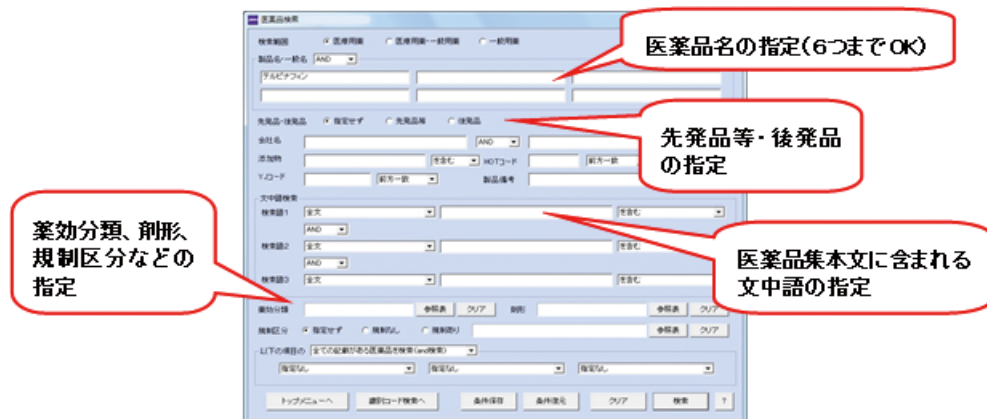 医薬品検索
検索範囲 医療用薬 医療用薬・一般用薬 一般用薬
医薬品名の指定(6つまでOK)
製品名/一般名 AND
テルビナフィン
先発品・後発品 指定せず 先発品等 後発品
先発品等・後発品
の指定
会社名 AND
添加物 を含む HOTコード 前方一致
YJコード 前方一致 製品備考
文中語検索
検索語1 全文 を含む
AND
薬効分類、剤形、
規制区分などの
指定
検索語2 全文 を含む
AND
医薬品集本文に含まれる
文中語の指定
検索語3 全文 を含む
薬効分類 参照表 クリア 剤形 参照表 クリア
規制区分 指定せず 規制なし 規制有り 参照表 クリア
以下の項目の 全ての記載がある医薬品を検索(and検索)
指定なし 指定なし 指定なし
トップメニューへ 識別コード検索へ 条件保存 条件復元 クリア 検索 ?